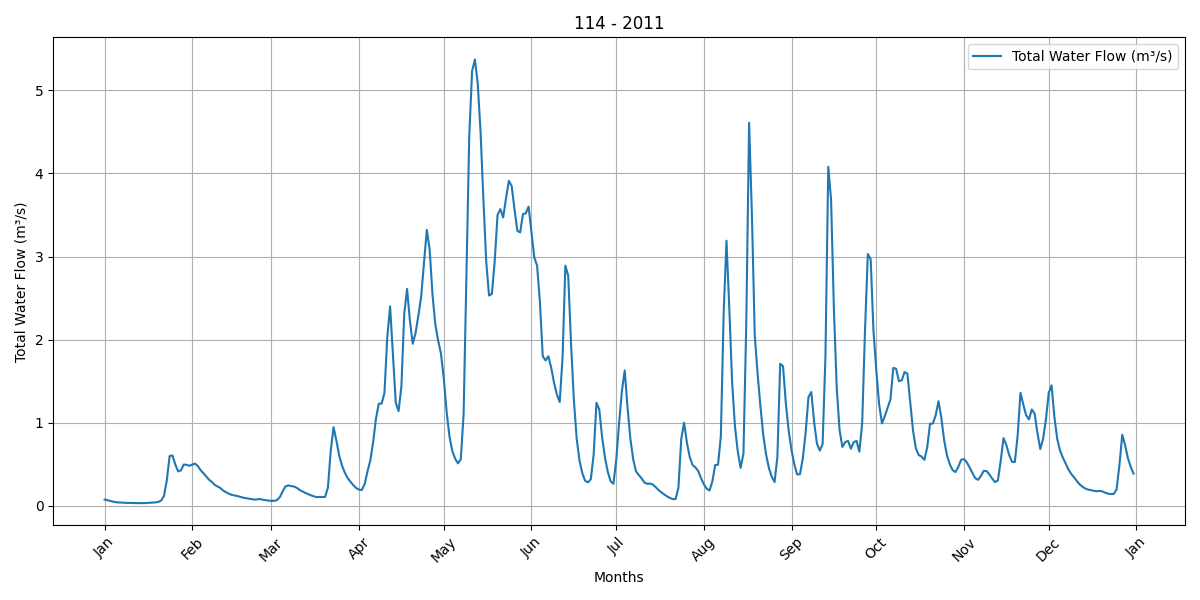 114 - 2011
Total Water Flow (m³/s)
Total Water Flow (m³/s)
5
4
3
2
1
0
Jan Feb Mar Apr May Jun Jul Aug Sep Oct Nov Dec Jan
Months